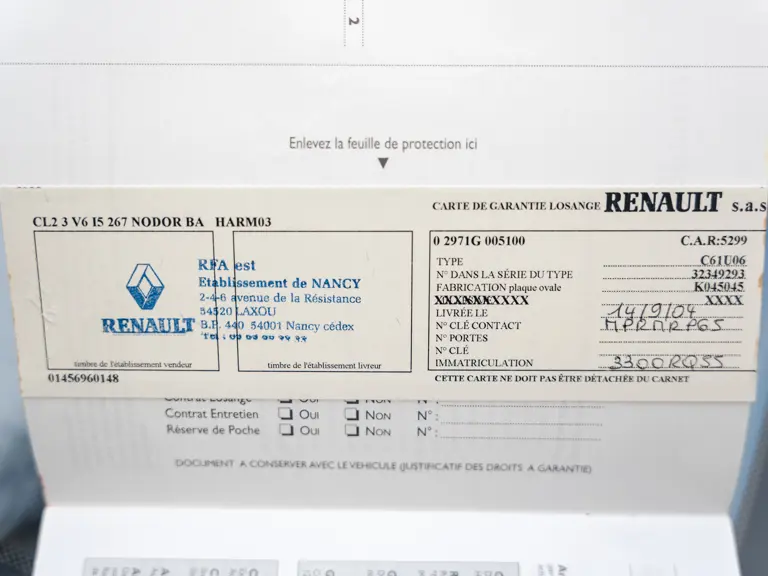 2
Enlevez la feuille de protection ici
CARTE DE GARANTIE LOSANGE RENAULT s.a.s
CL2 3 V6 I5 267 NODOR BA HARM03
RFA est
Etablissement de NANCY
2-4-6 avenue de la Résistance
54520 LAXOU
B.P. 440 54001 Nancy cédex
RENAULT
timbre de l'établissement vendeur
timbre de l'établissement livreur
01456960148
0 2971G 005100 C.A.R:5299
TYPE C61U06
N° DANS LA SÉRIE DU TYPE 32349293
FABRICATION plaque ovale K045045
XXXX
LIVRÉE LE 14/9/04
N° CLÉ CONTACT
N° PORTES
N° CLÉ
IMMATRICULATION 3300RQ55
CETTE CARTE NE DOIT PAS ÊTRE DÉTACHÉE DU CARNET
Contrat Losange OUI NON N°:
Contrat Entretien OUI NON N°:
Réserve de Poche OUI NON N°:
DOCUMENT A CONSERVER AVEC LE VEHICULE (JUSTIFICATIF DES DROITS A GARANTIE)